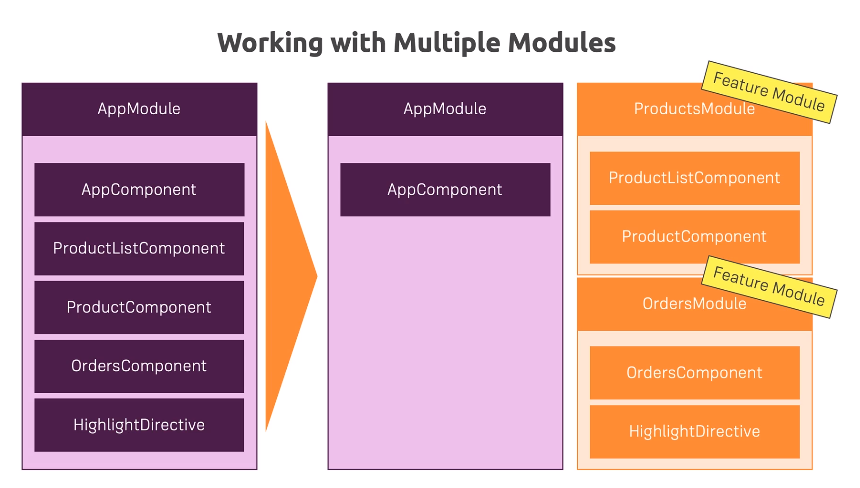 Working with Multiple Modules
AppModule
AppComponent
ProductListComponent
ProductComponent
OrdersComponent
HighlightDirective
AppModule
AppComponent
Feature Module
ProductsModule
ProductListComponent
ProductComponent
Feature Module
OrdersModule
OrdersComponent
HighlightDirective